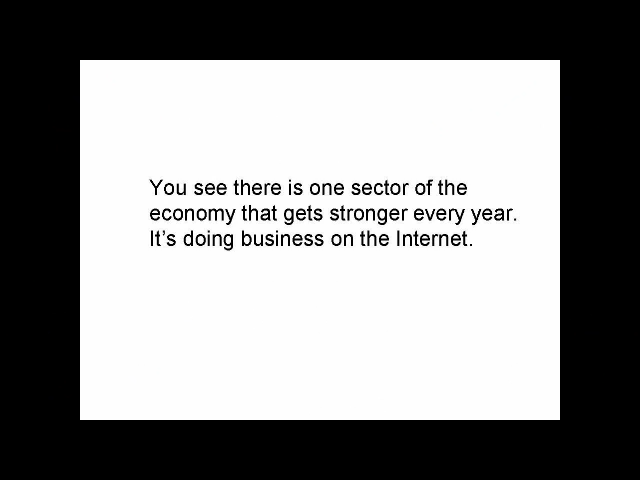 You see there is one sector of the
economy that gets stronger every year.
It’s doing business on the Internet.